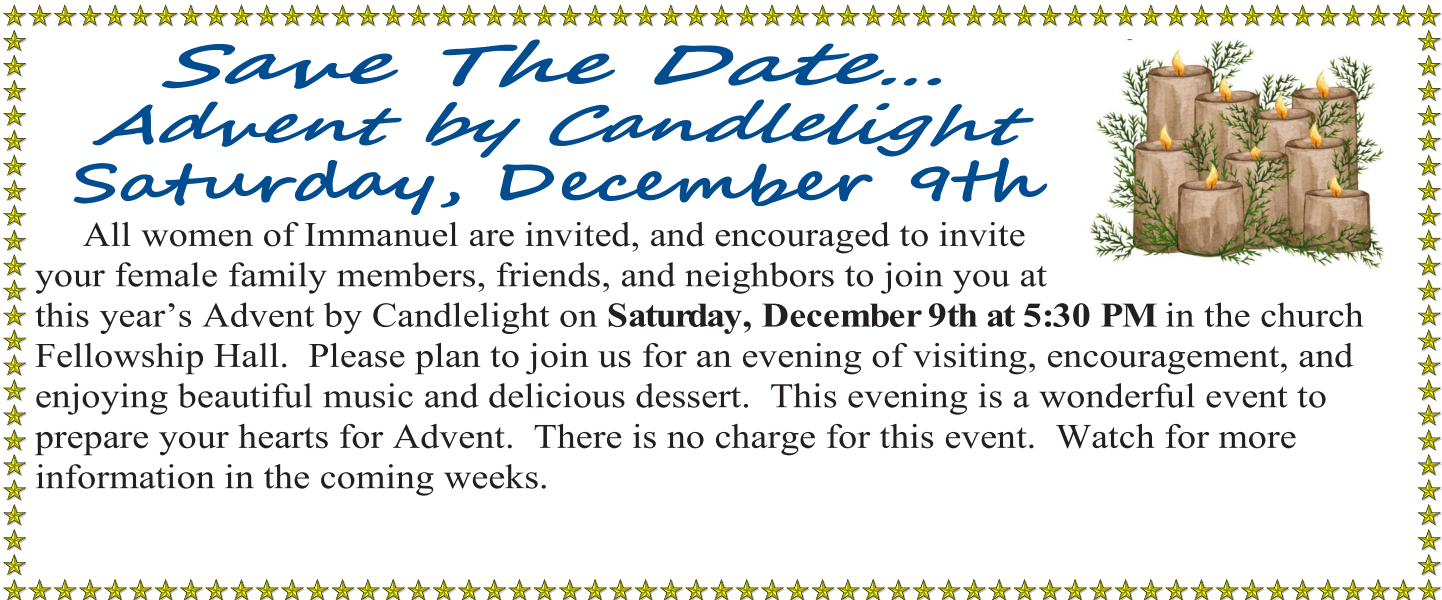 Save The Date...
Advent by Candlelight
Saturday, December 9th
All women of Immanuel are invited, and encouraged to invite
your female family members, friends, and neighbors to join you at
this year’s Advent by Candlelight on Saturday, December 9th at 5:30 PM in the church
Fellowship Hall.  Please plan to join us for an evening of visiting, encouragement, and
enjoying beautiful music and delicious dessert.  This evening is a wonderful event to
prepare your hearts for Advent.  There is no charge for this event.  Watch for more
information in the coming weeks.